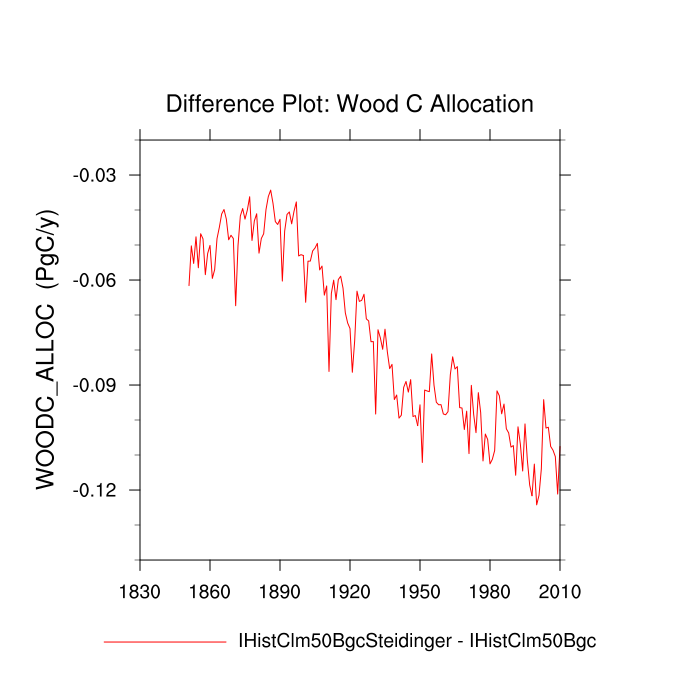 Difference Plot: Wood C Allocation
WOODC_ALLOC (PgC/y)
-0.03
-0.06
-0.09
-0.12
1830 1860 1890 1920 1950 1980 2010
IHistClm50BgcSteidinger - IHistClm50Bgc